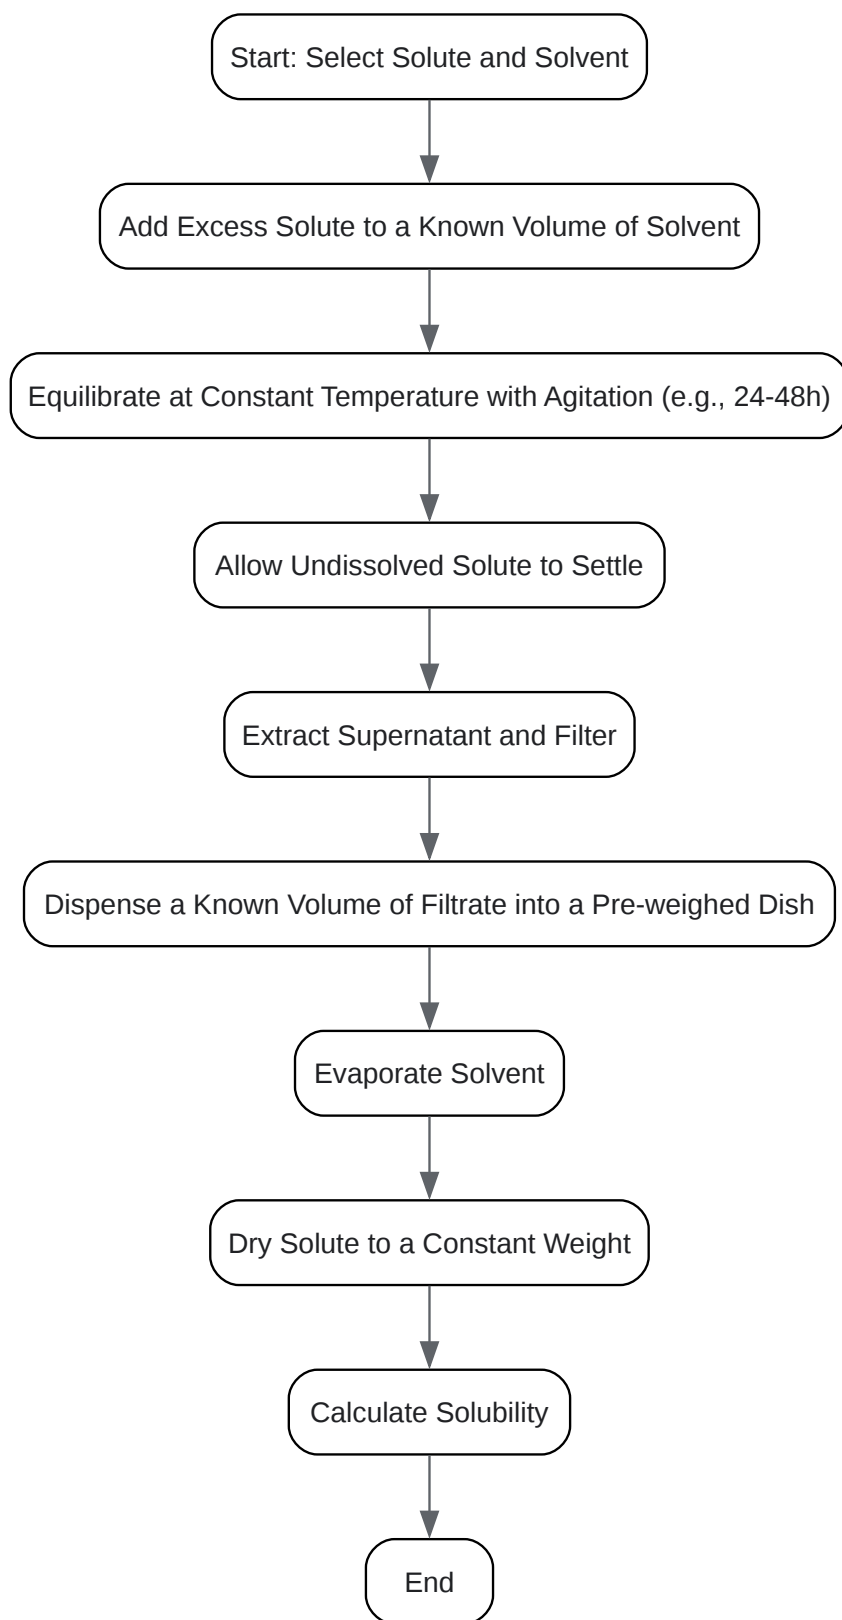 Start: Select Solute and Solvent
Add Excess Solute to a Known Volume of Solvent
Equilibrate at Constant Temperature with Agitation (e.g., 24-48h)
Allow Undissolved Solute to Settle
Extract Supernatant and Filter
Dispense a Known Volume of Filtrate into a Pre-weighed Dish
Evaporate Solvent
Dry Solute to a Constant Weight
Calculate Solubility
End